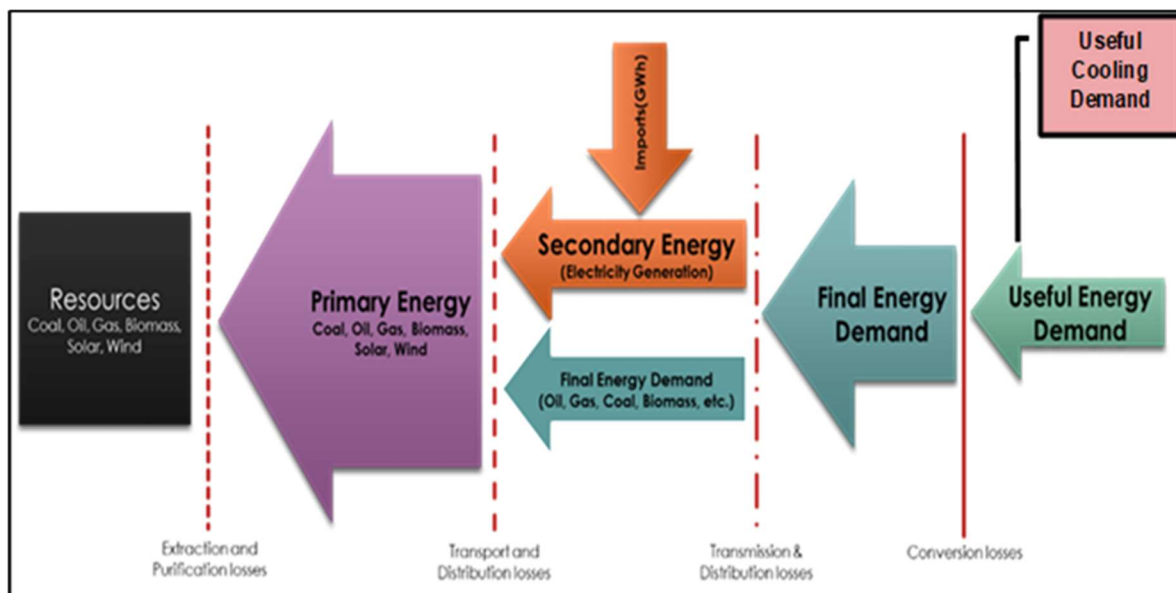 Useful
Cooling
Demand
Imports(GWh)
Resources
Coal, Oil, Gas, Biomass,
Solar, Wind
Primary Energy
Coal, Oil, Gas, Biomass,
Solar, Wind
Secondary Energy
(Electricity Generation)
Final Energy Demand
(Oil, Gas, Coal, Biomass, etc.)
Final Energy
Demand
Useful Energy
Demand
Extraction and
Purification losses
Transport and
Distribution losses
Transmission &
Distribution losses
Conversion losses